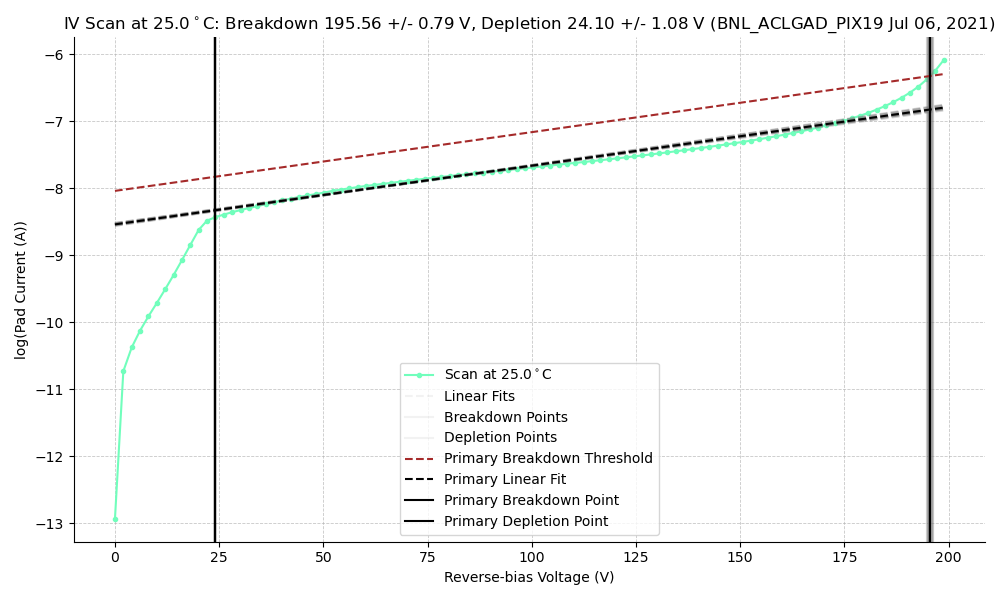 IV Scan at 25.0°C: Breakdown 195.56 +/- 0.79 V, Depletion 24.10 +/- 1.08 V (BNL_ACLGAD_PIX19 Jul 06, 2021)
log(Pad Current (A))
−6
−7
−8
−9
−10
−11
−12
−13
Scan at 25.0°C
Linear Fits
Breakdown Points
Depletion Points
Primary Breakdown Threshold
Primary Linear Fit
Primary Breakdown Point
Primary Depletion Point
0 25 50 75 100 125 150 175 200
Reverse-bias Voltage (V)